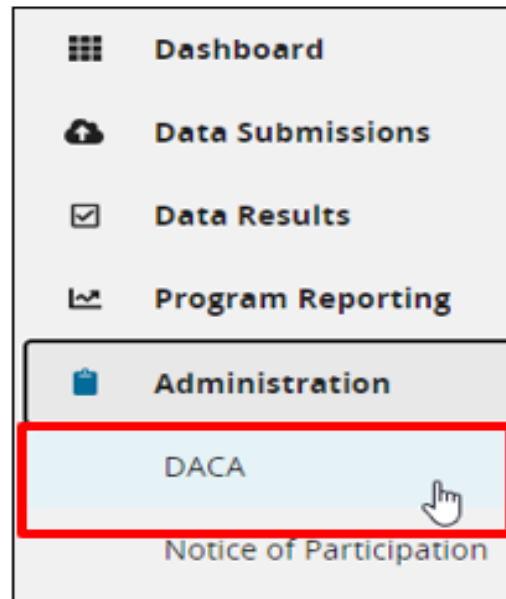 Dashboard
Data Submissions
Data Results
Program Reporting
Administration
DACA
Notice of Participation